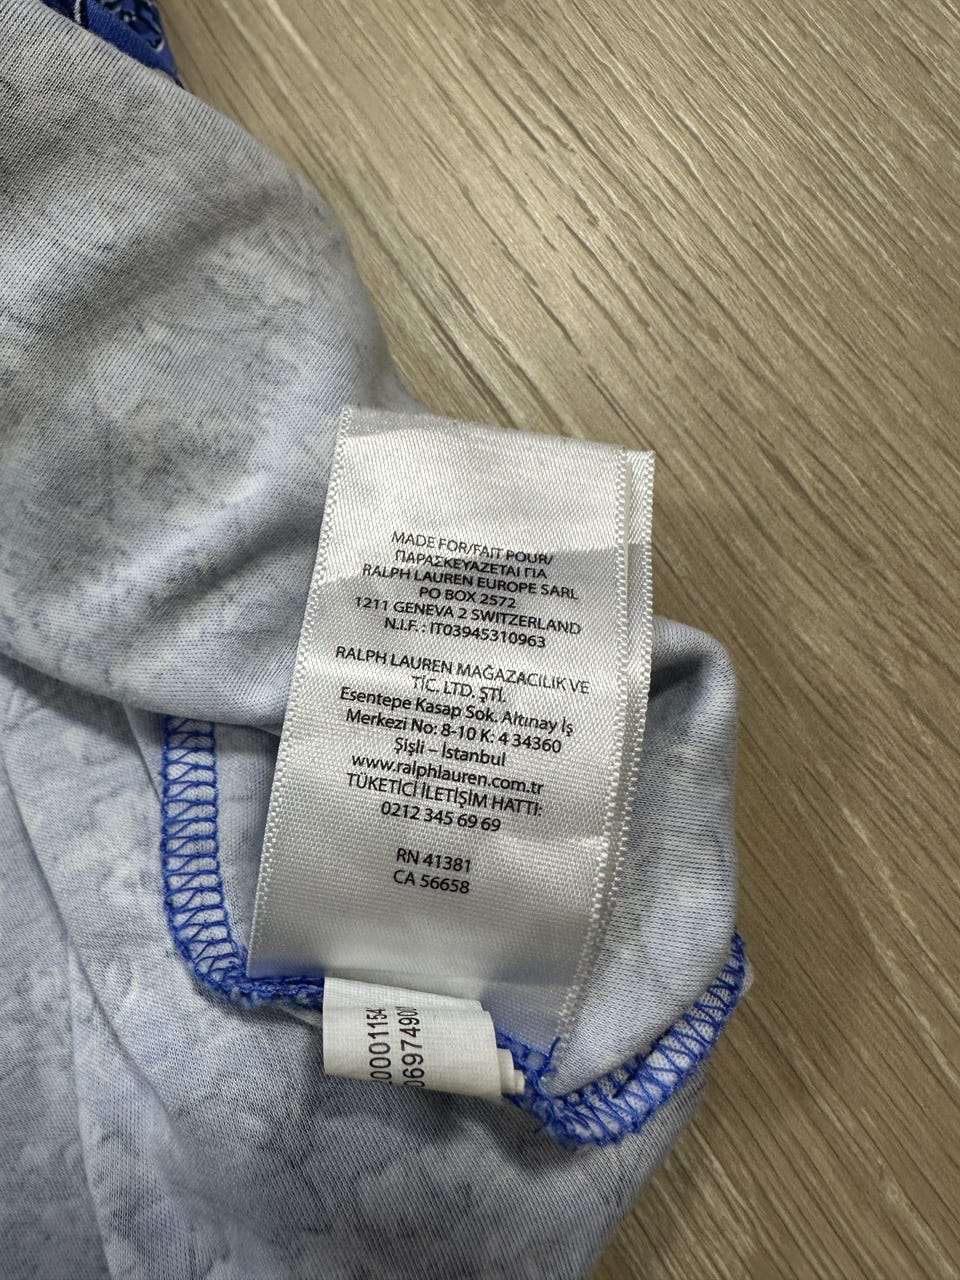 MADE FOR/FAIT POUR/
ΠΑΡΑΣΚΕΥΑΖΕΤΑΙ ΓΙΑ
RALPH LAUREN EUROPE SARL
PO BOX 2572
1211 GENEVA 2 SWITZERLAND
N.I.F. : IT03945310963
RALPH LAUREN MAĞAZACILIK VE
TİC. LTD. ŞTİ.
Esentepe Kasap Sok. Altınay İş
Merkezi No: 8-10 K: 4 34360
Şişli – İstanbul
www.ralphlauren.com.tr
TÜKETİCİ İLETİŞİM HATTI:
0212 345 69 69
RN 41381
CA 56658